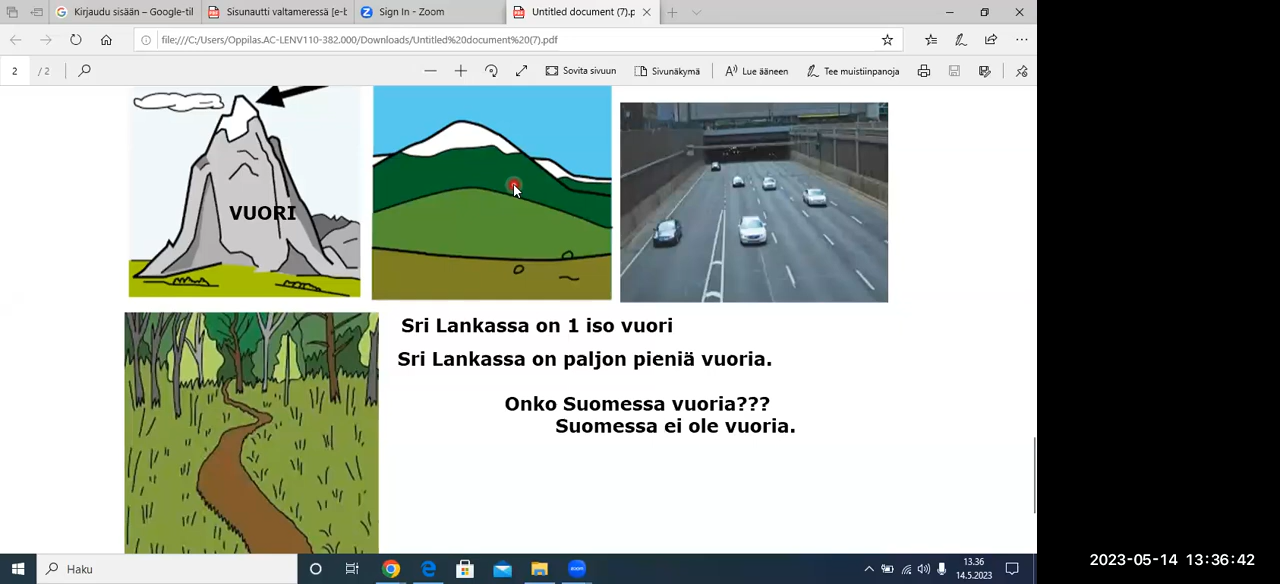 Kirjaudu sisään – Google-til
Sisunautti valtameressä [e-b
Sign In - Zoom
Untitled document (7).p
file:///C:/Users/Oppilas.AC-LENV110-382.000/Downloads/Untitled%20document%20(7).pdf
2 / 2
Sovita sivuun
Sivunäkymä
Lue ääneen
Tee muistiinpanoja
VUORI
Sri Lankassa on 1 iso vuori
Sri Lankassa on paljon pieniä vuoria.
Onko Suomessa vuoria???
Suomessa ei ole vuoria.
Haku
13.36
14.5.2023
2023-05-14 13:36:42